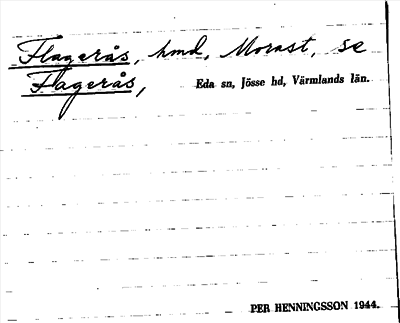 Flagerås, hmd, Morast, se
Flagerås, Eda sn, Jösse hd, Värmlands län.
PER HENNINGSSON 1944.